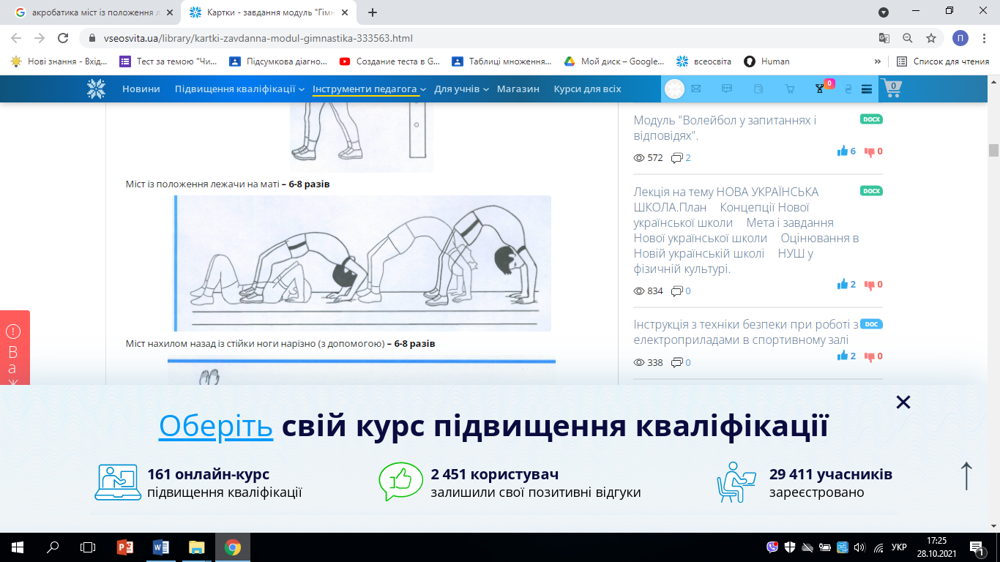 акробатика міст із положення л
Картки - завдання модуль "Гімн
vseosvita.ua/library/kartki-zavdanna-modul-gimnastika-333563.html
П
Нові знання - Вхід...
Тест за темою "Чи...
Підсумкова діагно...
Создание теста в G...
Таблиці множення...
Мой диск – Google...
всеосвіта
Human
»
Список для чтения
Новини
Підвищення кваліфікації
Інструменти педагога
Для учнів
Магазин
Курси для всіх
0
0
Міст із положення лежачи на маті – 6-8 разів
Міст нахилом назад із стійки ноги нарізно (з допомогою) – 6-8 разів
Модуль "Волейбол у запитаннях і
відповідях".
DOCX
572
2
6
0
Лекція на тему НОВА УКРАЇНСЬКА
ШКОЛА.План Концепції Нової
української школи Мета і завдання
Нової української школи Оцінювання в
Новій українській школі НУШ у
фізичній культурі.
DOCX
834
0
2
0
Інструкція з техніки безпеки при роботі з
електроприладами в спортивному залі
DOC
338
0
2
0
В
а
ж
Оберіть свій курс підвищення кваліфікації
161 онлайн-курс
підвищення кваліфікації
2 451 користувач
залишили свої позитивні відгуки
29 411 учасників
зареєстровано
УКР
17:25
28.10.2021
1